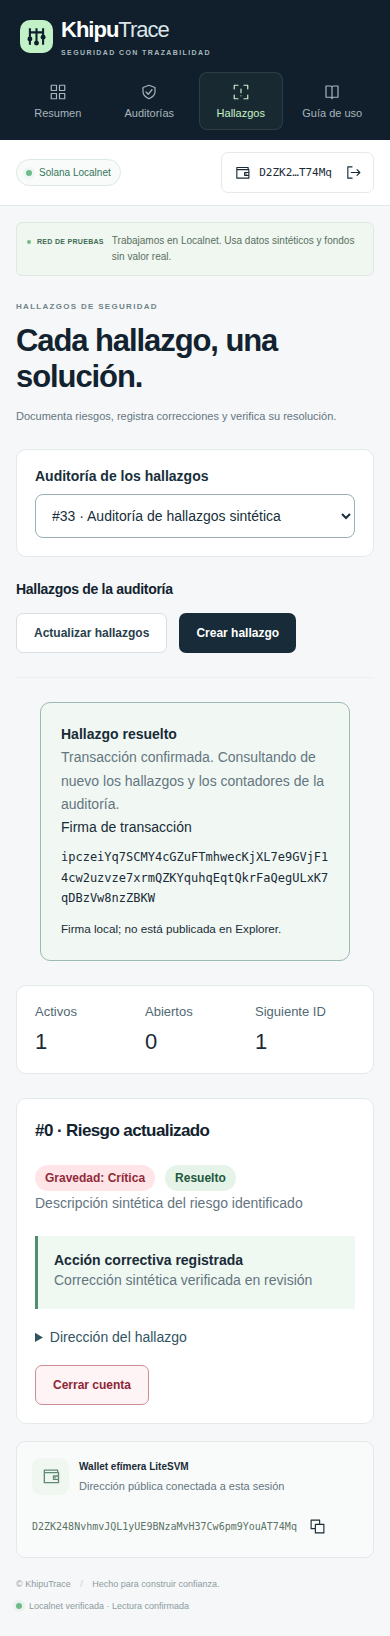 KhipuTrace
SEGURIDAD CON TRAZABILIDAD
Resumen
Auditorías
Hallazgos
Guía de uso
Solana Localnet
D2ZK2…T74Mq
RED DE PRUEBAS
Trabajamos en Localnet. Usa datos sintéticos y fondos
sin valor real.
HALLAZGOS DE SEGURIDAD
Cada hallazgo, una
solución.
Documenta riesgos, registra correcciones y verifica su resolución.
Auditoría de los hallazgos
#33 · Auditoría de hallazgos sintética
Hallazgos de la auditoría
Actualizar hallazgos
Crear hallazgo
Hallazgo resuelto
Transacción confirmada. Consultando de
nuevo los hallazgos y los contadores de la
auditoría.
Firma de transacción
ipczeiYq7SCMY4cGZuFTmhwecKjXL7e9GVjF1
4cw2uzvze7xrmQZKYquhqEqtQkrFaQegULxK7
qDBzVw8nzZBKW
Firma local; no está publicada en Explorer.
Activos
Abiertos
Siguiente ID
1
0
1
#0 · Riesgo actualizado
Gravedad: Crítica
Resuelto
Descripción sintética del riesgo identificado
Acción correctiva registrada
Corrección sintética verificada en revisión
Dirección del hallazgo
Cerrar cuenta
Wallet efímera LiteSVM
Dirección pública conectada a esta sesión
D2ZK248NvhmvJQL1yUE9BNzaMvH37Cw6pm9YouAT74Mq
© KhipuTrace / Hecho para construir confianza.
Localnet verificada · Lectura confirmada